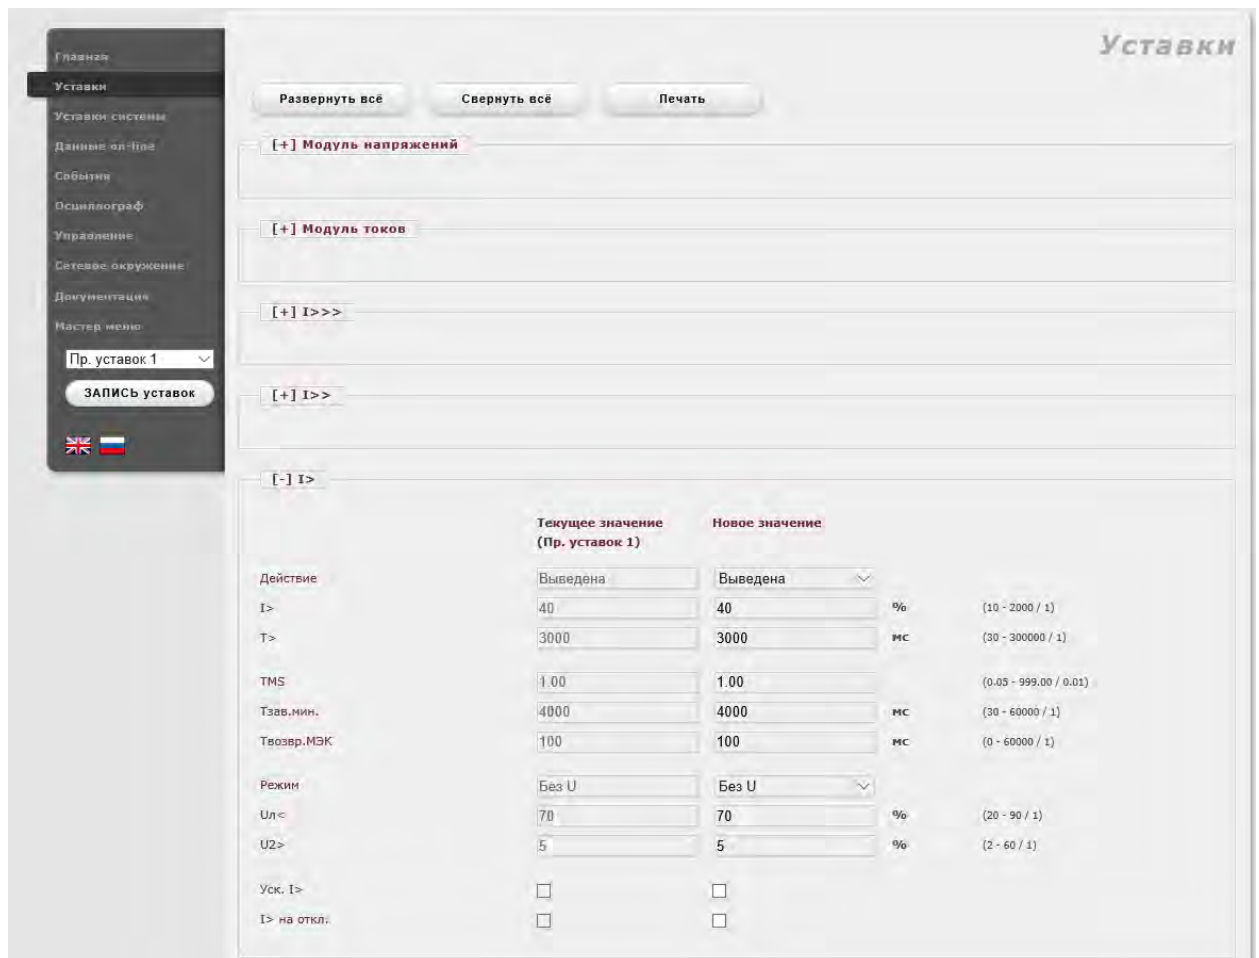 Уставки
Главная
Уставки
Уставки системы
Данные on-line
События
Осциллограф
Управление
Сетевое окружение
Документация
Мастер меню
Пр. уставок 1
ЗАПИСЬ уставок
Развернуть всё Свернуть всё Печать
[+] Модуль напряжений
[+] Модуль токов
[+] I>>>
[+] I>>
[-] I>
Текущее значение Новое значение
(Пр. уставок 1)
Действие Выведена Выведена
I> 40 40 % (10 - 2000 / 1)
T> 3000 3000 мс (30 - 300000 / 1)
TMS 1.00 1.00 (0.05 - 999.00 / 0.01)
Tзав.мин. 4000 4000 мс (30 - 60000 / 1)
Tвозвр.МЭК 100 100 мс (0 - 60000 / 1)
Режим Без U Без U
Uл< 70 70 % (20 - 90 / 1)
U2> 5 5 % (2 - 60 / 1)
Уск. I>
I> на откл.